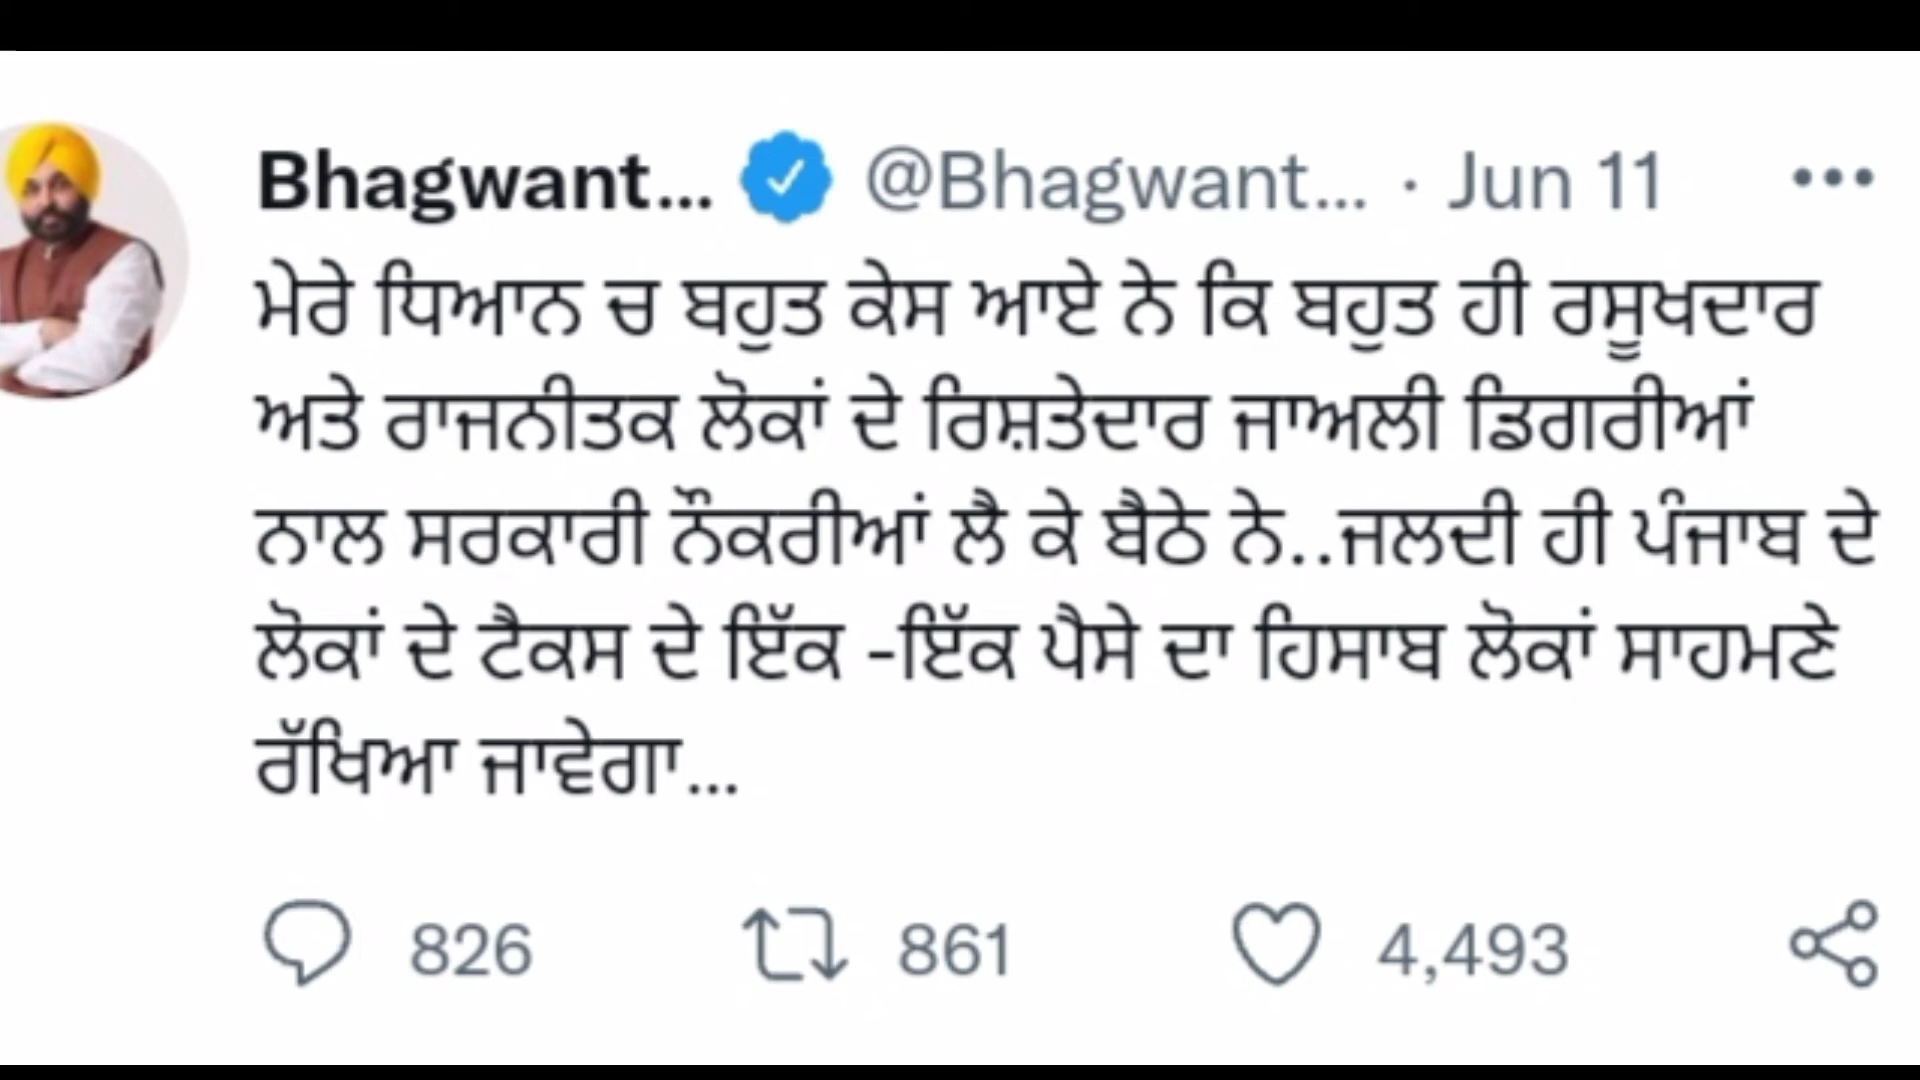 Bhagwant... @Bhagwant... · Jun 11
ਮੇਰੇ ਧਿਆਨ ਚ ਬਹੁਤ ਕੇਸ ਆਏ ਨੇ ਕਿ ਬਹੁਤ ਹੀ ਰਸੂਖਦਾਰ
ਅਤੇ ਰਾਜਨੀਤਕ ਲੋਕਾਂ ਦੇ ਰਿਸ਼ਤੇਦਾਰ ਜਾਅਲੀ ਡਿਗਰੀਆਂ
ਨਾਲ ਸਰਕਾਰੀ ਨੌਕਰੀਆਂ ਲੈ ਕੇ ਬੈਠੇ ਨੇ..ਜਲਦੀ ਹੀ ਪੰਜਾਬ ਦੇ
ਲੋਕਾਂ ਦੇ ਟੈਕਸ ਦੇ ਇੱਕ -ਇੱਕ ਪੈਸੇ ਦਾ ਹਿਸਾਬ ਲੋਕਾਂ ਸਾਹਮਣੇ
ਰੱਖਿਆ ਜਾਵੇਗਾ...
826 861 4,493